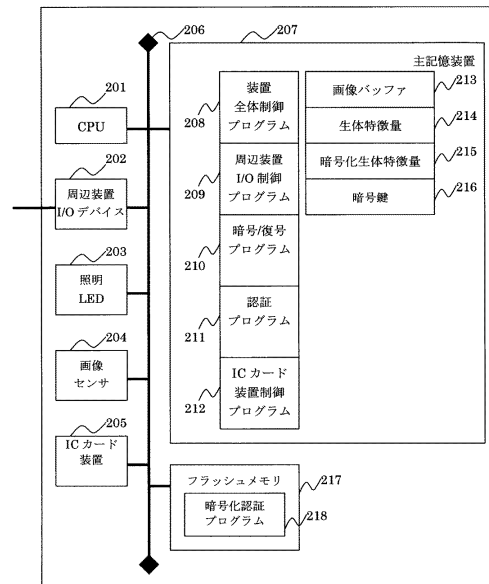 206
207
主記憶装置
201
CPU
202
周辺装置
I/Oデバイス
203
照明
LED
204
画像
センサ
205
ICカード
装置
208
装置
全体制御
プログラム
209
周辺装置
I/O制御
プログラム
210
暗号/復号
プログラム
211
認証
プログラム
212
ICカード
装置制御
プログラム
画像バッファ
213
生体特徴量
214
暗号化生体特徴量
215
暗号鍵
216
フラッシュメモリ
217
暗号化認証
プログラム
218